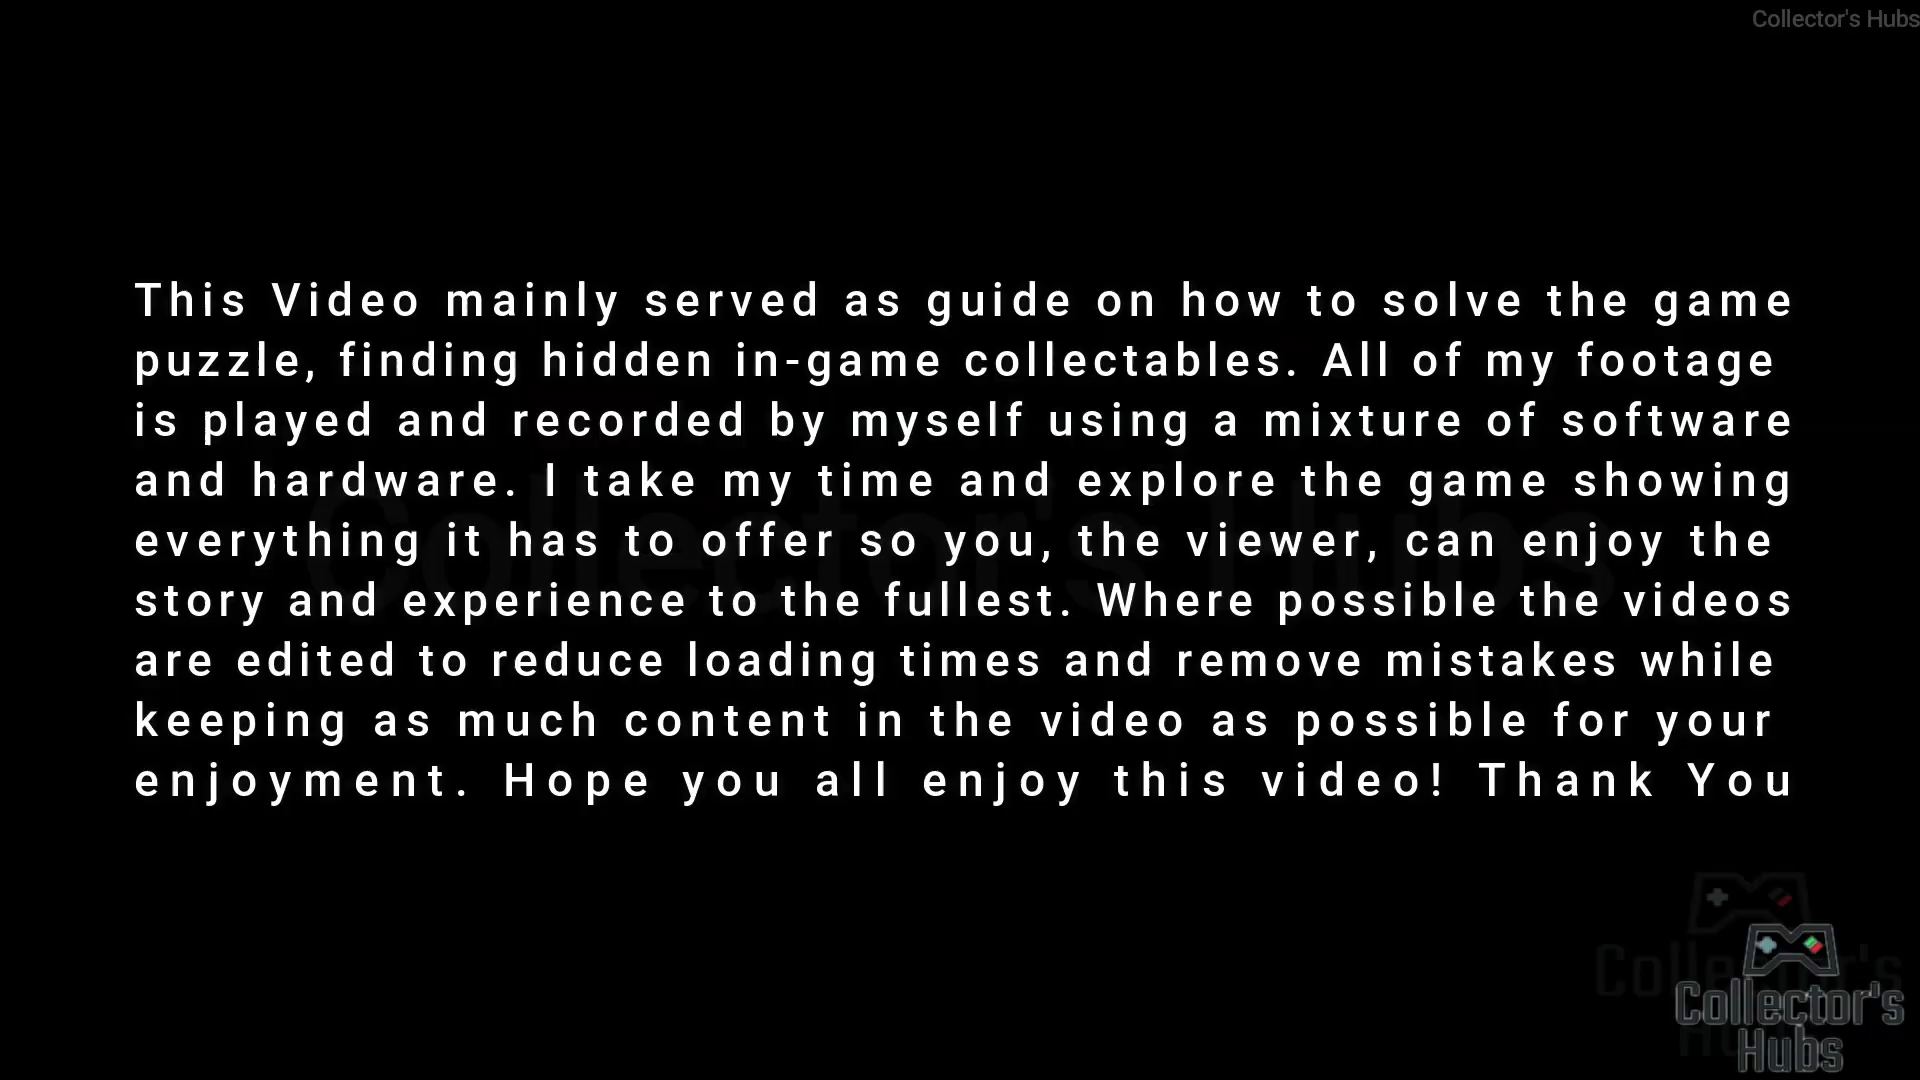 Collector's Hubs
This Video mainly served as guide on how to solve the game
puzzle, finding hidden in-game collectables. All of my footage
is played and recorded by myself using a mixture of software
and hardware. I take my time and explore the game showing
everything it has to offer so you, the viewer, can enjoy the
story and experience to the fullest. Where possible the videos
are edited to reduce loading times and remove mistakes while
keeping as much content in the video as possible for your
enjoyment. Hope you all enjoy this video! Thank You
Collector's Hubs
Collector's
Hubs
Collector's
Hubs